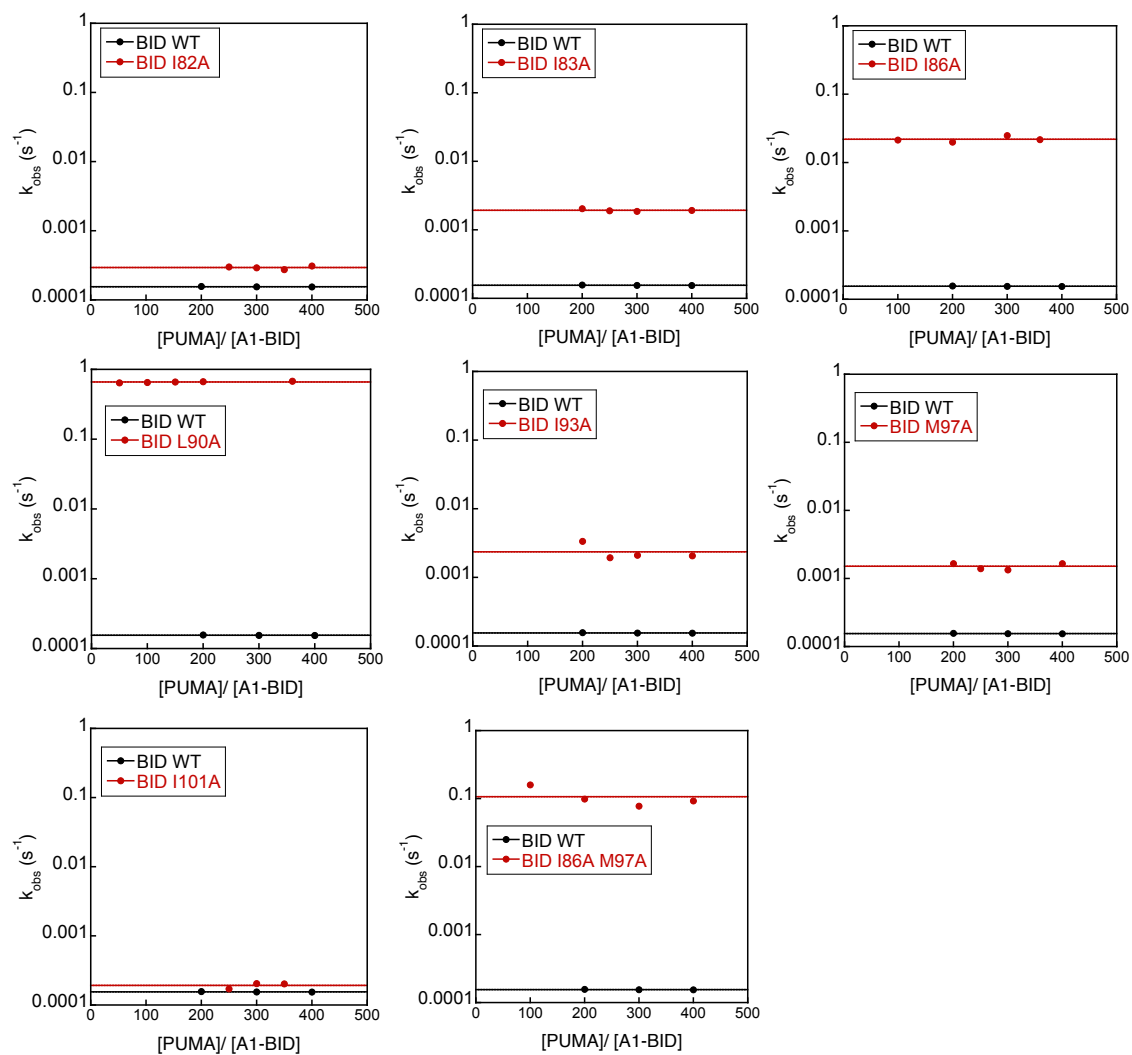 1
BID WT
BID I82A
0.1
0.01
0.001
0.0001
k_obs (s^-1)
0 100 200 300 400 500
[PUMA]/ [A1-BID]
1
BID WT
BID I83A
0.1
0.01
0.001
0.0001
k_obs (s^-1)
0 100 200 300 400 500
[PUMA]/ [A1-BID]
1
BID WT
BID I86A
0.1
0.01
0.001
0.0001
k_obs (s^-1)
0 100 200 300 400 500
[PUMA]/ [A1-BID]
1
BID WT
BID L90A
0.1
0.01
0.001
0.0001
k_obs (s^-1)
0 100 200 300 400 500
[PUMA]/ [A1-BID]
1
BID WT
BID I93A
0.1
0.01
0.001
0.0001
k_obs (s^-1)
0 100 200 300 400 500
[PUMA]/ [A1-BID]
1
BID WT
BID M97A
0.1
0.01
0.001
0.0001
k_obs (s^-1)
0 100 200 300 400 500
[PUMA]/ [A1-BID]
1
BID WT
BID I101A
0.1
0.01
0.001
0.0001
k_obs (s^-1)
0 100 200 300 400 500
[PUMA]/ [A1-BID]
1
0.1
BID WT
BID I86A M97A
0.01
0.001
0.0001
k_obs (s^-1)
0 100 200 300 400 500
[PUMA]/ [A1-BID]